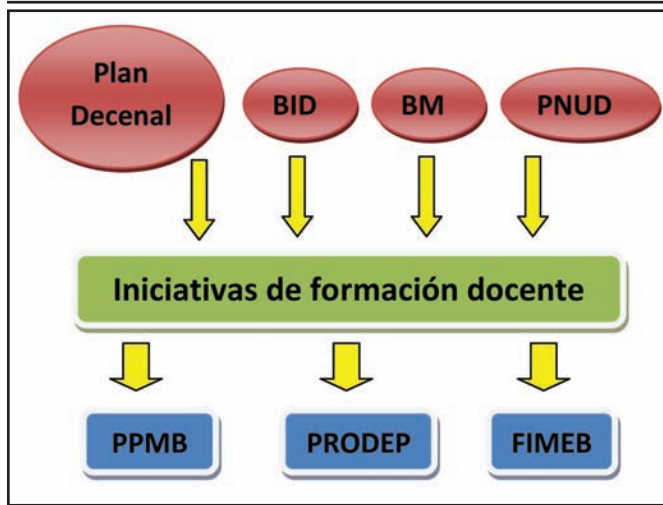 Plan
Decenal
BID
BM
PNUD
Iniciativas de formación docente
PPMB
PRODEP
FIMEB